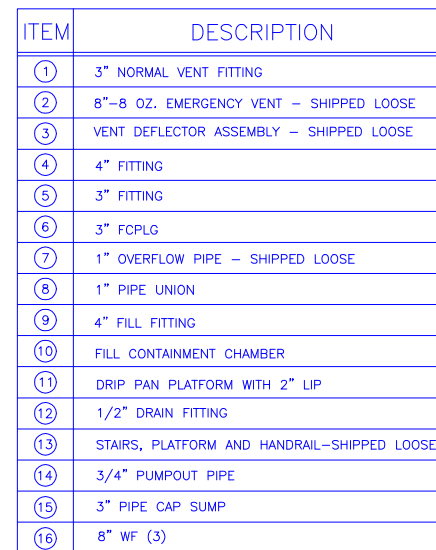 ITEM DESCRIPTION
1 3" NORMAL VENT FITTING
2 8"-8 OZ. EMERGENCY VENT - SHIPPED LOOSE
3 VENT DEFLECTOR ASSEMBLY - SHIPPED LOOSE
4 4" FITTING
5 3" FITTING
6 3" FCPLG
7 1" OVERFLOW PIPE - SHIPPED LOOSE
8 1" PIPE UNION
9 4" FILL FITTING
10 FILL CONTAINMENT CHAMBER
11 DRIP PAN PLATFORM WITH 2" LIP
12 1/2" DRAIN FITTING
13 STAIRS, PLATFORM AND HANDRAIL-SHIPPED LOOSE
14 3/4" PUMPOUT PIPE
15 3" PIPE CAP SUMP
16 8" WF (3)